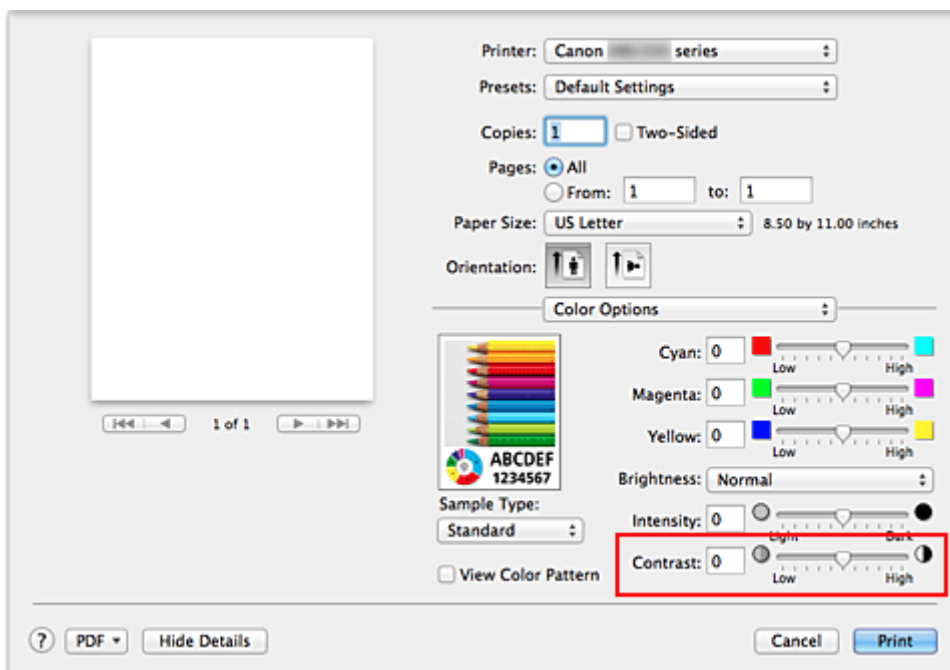 Printer: Canon series
Presets: Default Settings
Copies: 1 Two-Sided
Pages: All
From: 1 to: 1
Paper Size: US Letter 8.50 by 11.00 inches
Orientation:
Color Options
Cyan: 0
Low High
Magenta: 0
Low High
1 of 1
Yellow: 0
Low High
ABCDEF
1234567
Brightness: Normal
Sample Type:
Standard
Intensity: 0
Light Dark
Contrast: 0
Low High
View Color Pattern
? PDF Hide Details Cancel Print